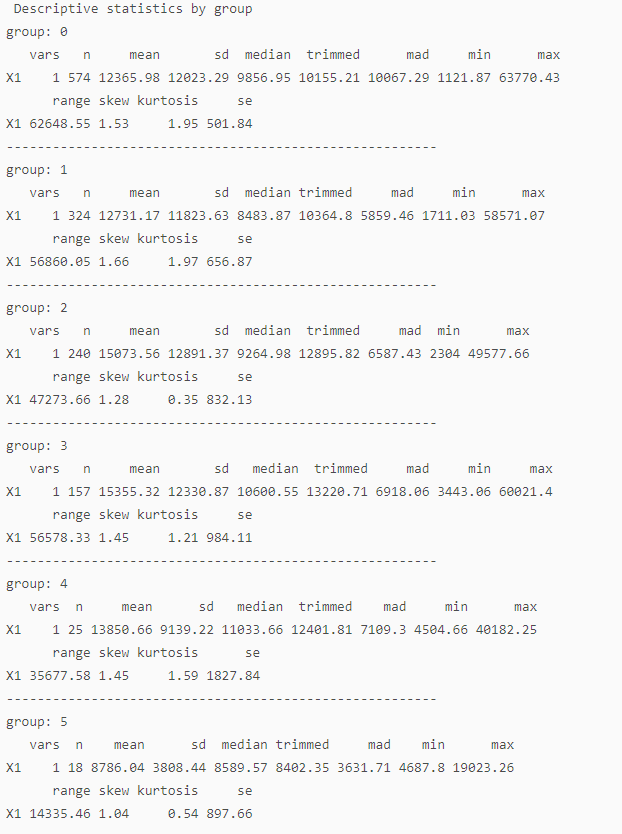 Descriptive statistics by group
group: 0
vars n mean sd median trimmed mad min max
X1 1 574 12365.98 12023.29 9856.95 10155.21 10067.29 1121.87 63770.43
range skew kurtosis se
X1 62648.55 1.53 1.95 501.84
--------------------------------------------------------
group: 1
vars n mean sd median trimmed mad min max
X1 1 324 12731.17 11823.63 8483.87 10364.8 5859.46 1711.03 58571.07
range skew kurtosis se
X1 56860.05 1.66 1.97 656.87
--------------------------------------------------------
group: 2
vars n mean sd median trimmed mad min max
X1 1 240 15073.56 12891.37 9264.98 12895.82 6587.43 2304 49577.66
range skew kurtosis se
X1 47273.66 1.28 0.35 832.13
--------------------------------------------------------
group: 3
vars n mean sd median trimmed mad min max
X1 1 157 15355.32 12330.87 10600.55 13220.71 6918.06 3443.06 60021.4
range skew kurtosis se
X1 56578.33 1.45 1.21 984.11
--------------------------------------------------------
group: 4
vars n mean sd median trimmed mad min max
X1 1 25 13850.66 9139.22 11033.66 12401.81 7109.3 4504.66 40182.25
range skew kurtosis se
X1 35677.58 1.45 1.59 1827.84
--------------------------------------------------------
group: 5
vars n mean sd median trimmed mad min max
X1 1 18 8786.04 3808.44 8589.57 8402.35 3631.71 4687.8 19023.26
range skew kurtosis se
X1 14335.46 1.04 0.54 897.66